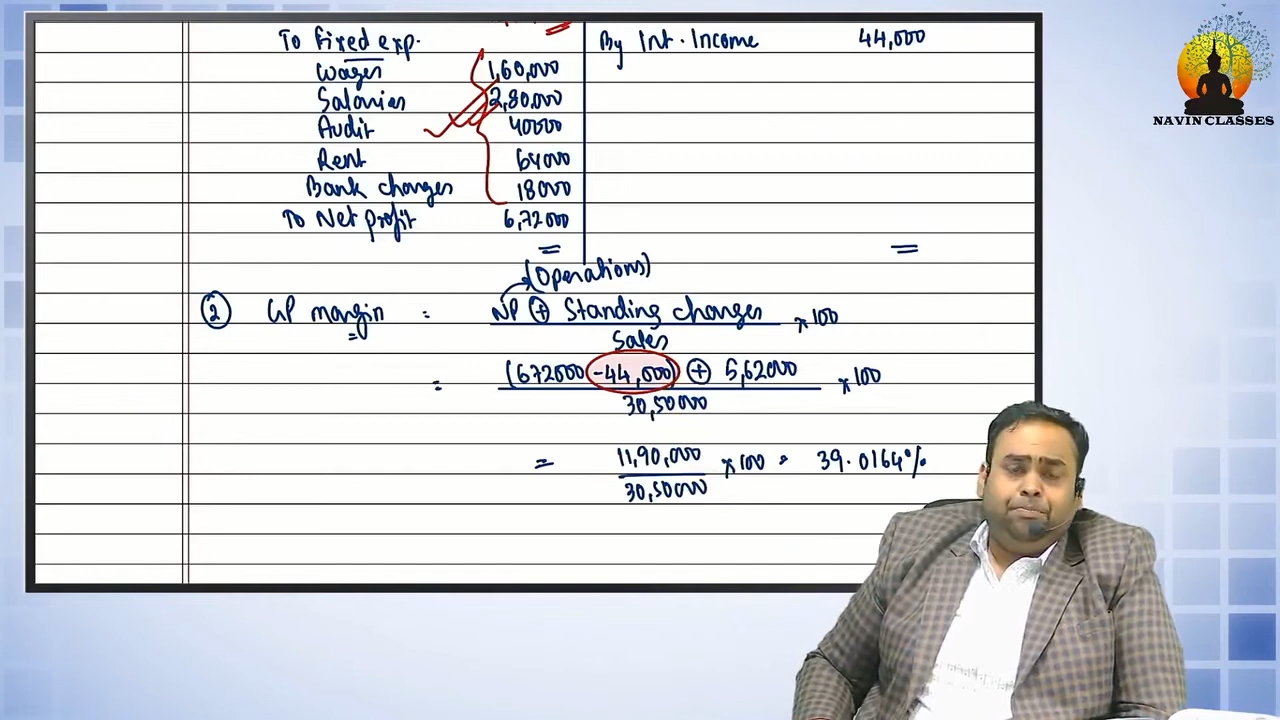 To fixed exp.
Wages 1,60,000
Salaries 2,80,000
Audit 40000
Rent 64000
Bank charges 18000
To Net profit 6,72000
By Int. Income 44,000
(Operations)
② GP margin = NP ⊕ Standing charges × 100
Sales
= (672000 -44,000) ⊕ 5,62000 × 100
30,50000
= 11,90,000 × 100 = 39.0164%
30,50000
NAVIN CLASSES